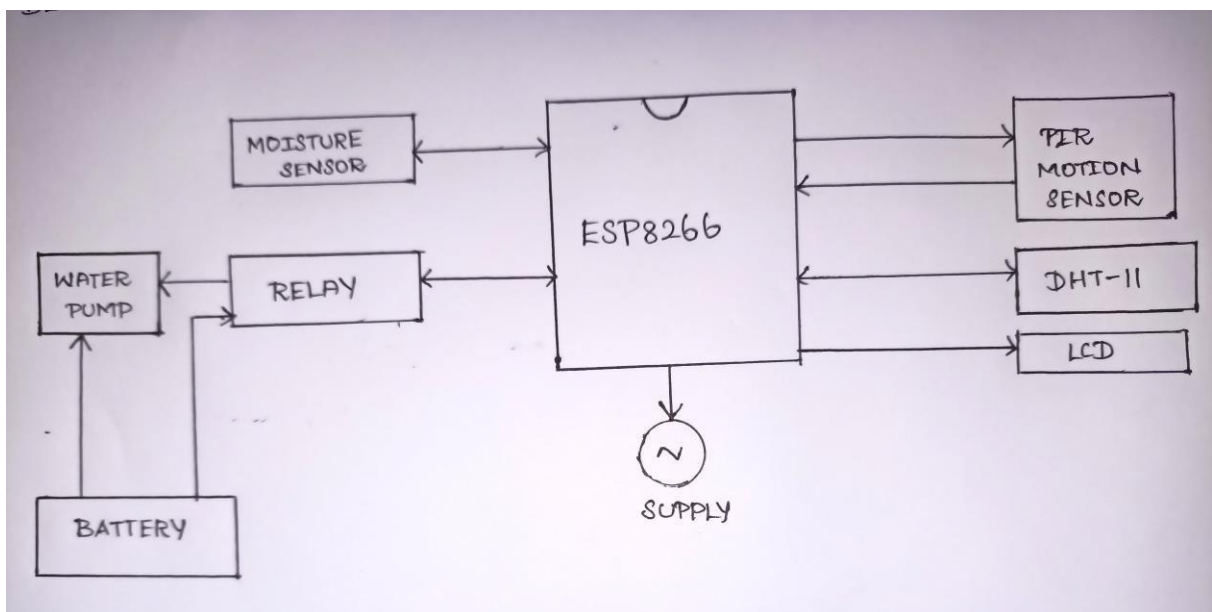 MOISTURE
SENSOR
ESP8266
PIR
MOTION
SENSOR
WATER
PUMP
RELAY
DHT-11
LCD
~
SUPPLY
BATTERY